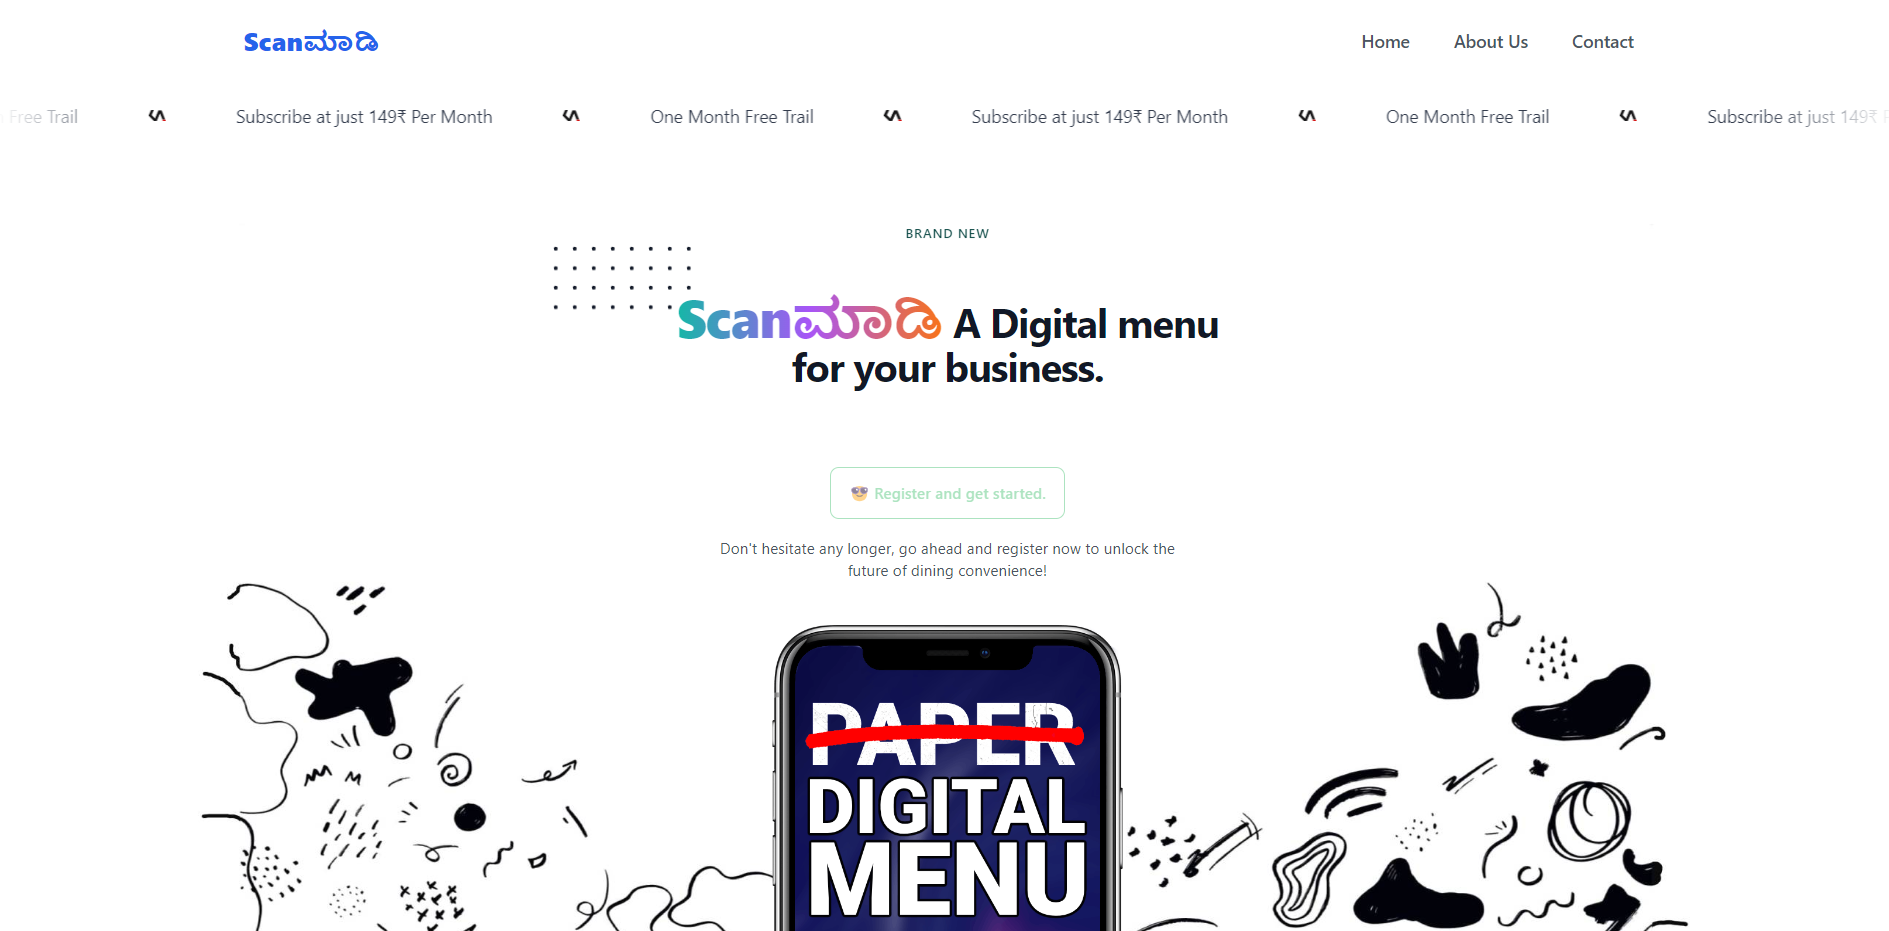 Scanಮಾಡಿ
Home About Us Contact
Free Trail Subscribe at just 149₹ Per Month One Month Free Trail Subscribe at just 149₹ Per Month One Month Free Trail Subscribe at just 149₹
BRAND NEW
Scanಮಾಡಿ A Digital menu
for your business.
Register and get started.
Don't hesitate any longer, go ahead and register now to unlock the
future of dining convenience!
PAPER
DIGITAL
MENU